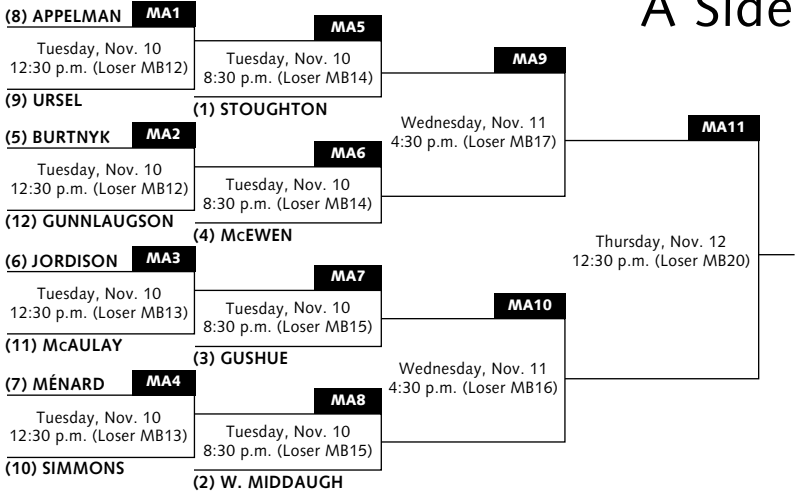 A Side
(8) APPELMAN MA1
Tuesday, Nov. 10
12:30 p.m. (Loser MB12)
(9) URSEL
(5) BURTNYK MA2
Tuesday, Nov. 10
12:30 p.m. (Loser MB12)
(12) GUNNLAUGSON
(6) JORDISON MA3
Tuesday, Nov. 10
12:30 p.m. (Loser MB13)
(11) McAULAY
(7) MÉNARD MA4
Tuesday, Nov. 10
12:30 p.m. (Loser MB13)
(10) SIMMONS
MA5
Tuesday, Nov. 10
8:30 p.m. (Loser MB14)
(1) STOUGHTON
MA6
Tuesday, Nov. 10
8:30 p.m. (Loser MB14)
(4) McEWEN
MA7
Tuesday, Nov. 10
8:30 p.m. (Loser MB15)
(3) GUSHUE
MA8
Tuesday, Nov. 10
8:30 p.m. (Loser MB15)
(2) W. MIDDAUGH
MA9
Wednesday, Nov. 11
4:30 p.m. (Loser MB17)
MA10
Wednesday, Nov. 11
4:30 p.m. (Loser MB16)
MA11
Thursday, Nov. 12
12:30 p.m. (Loser MB20)